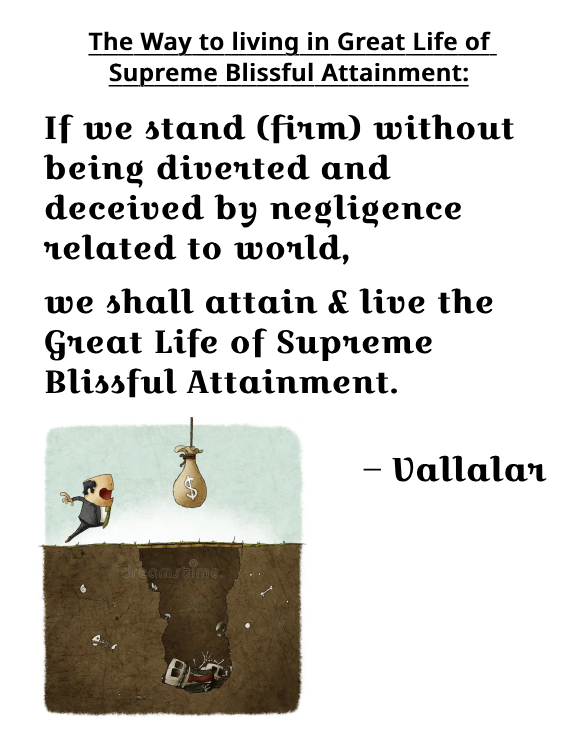 The Way to living in Great Life of
Supreme Blissful Attainment:
If we stand (firm) without
being diverted and
deceived by negligence
related to world,
we shall attain & live the
Great Life of Supreme
Blissful Attainment.
– Vallalar
$
dreamstime